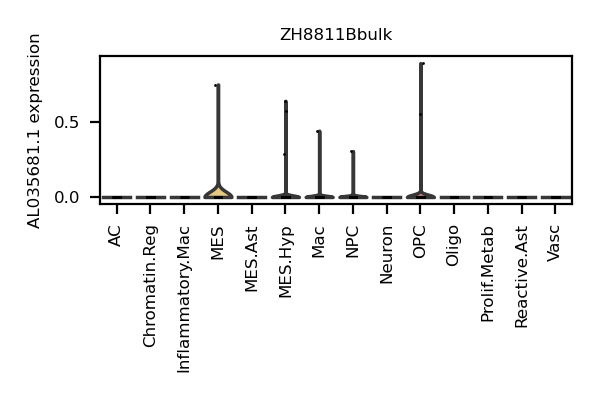 ZH8811Bbulk
AL035681.1 expression
0.5
0.0
AC
Chromatin.Reg
Inflammatory.Mac
MES
MES.Ast
MES.Hyp
Mac
NPC
Neuron
OPC
Oligo
Prolif.Metab
Reactive.Ast
Vasc